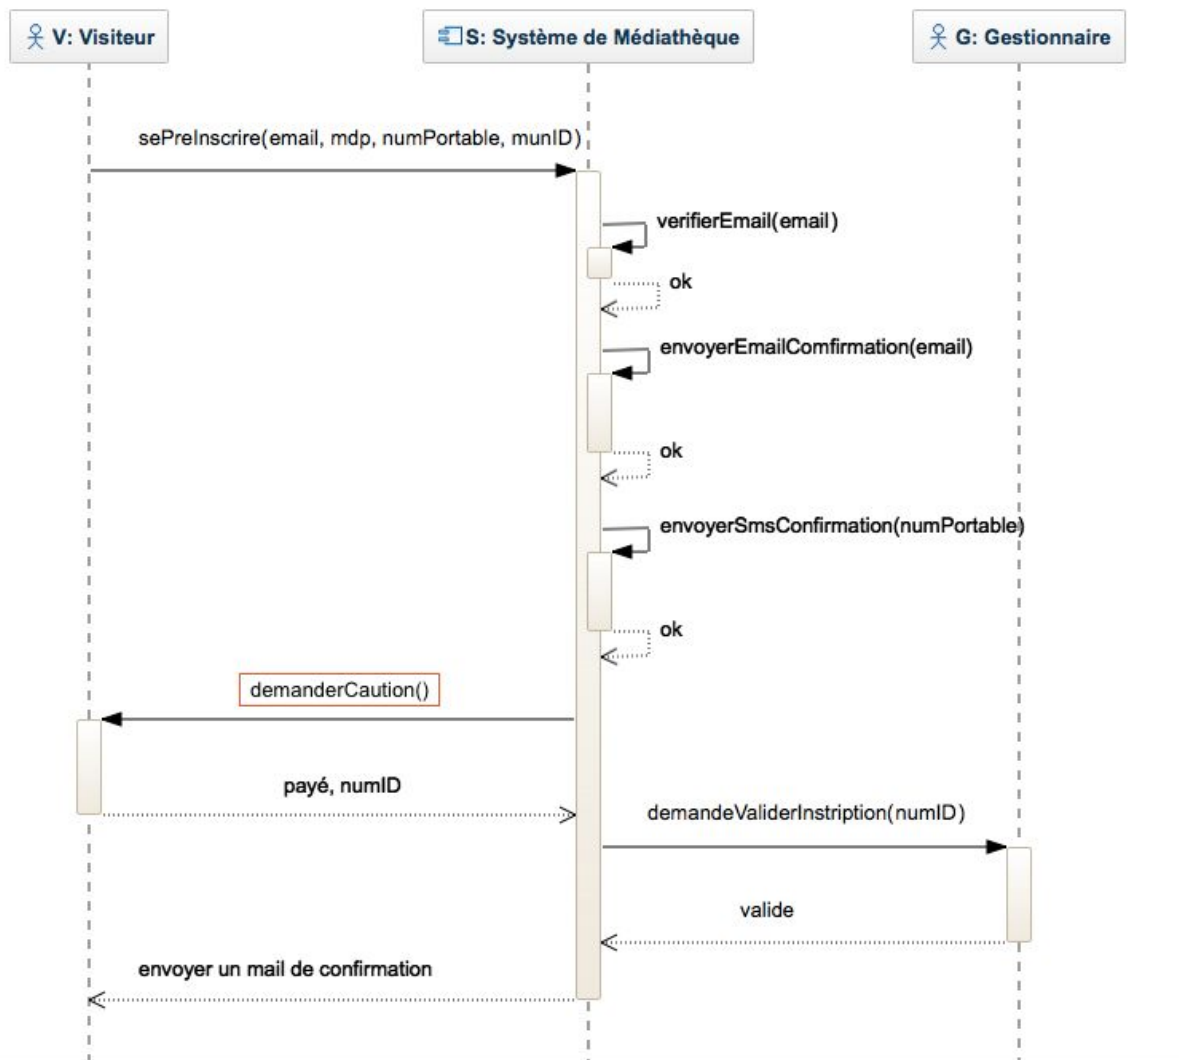 V: Visiteur
S: Système de Médiathèque
G: Gestionnaire
sePreInscrire(email, mdp, numPortable, munID)
verifierEmail(email)
ok
envoyerEmailComfirmation(email)
ok
envoyerSmsConfirmation(numPortable)
ok
demanderCaution()
payé, numID
demandeValiderInstription(numID)
valide
envoyer un mail de confirmation